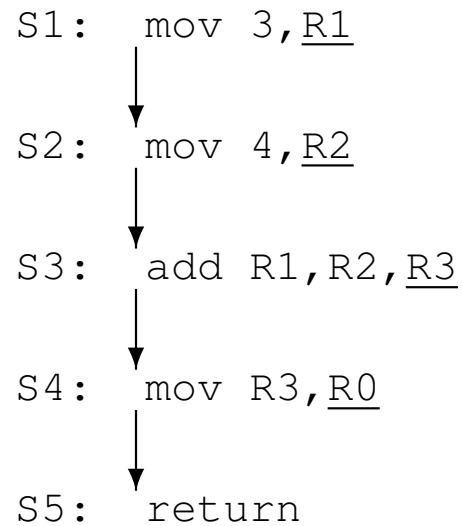 S1: mov 3,R1
S2: mov 4,R2
S3: add R1,R2,R3
S4: mov R3,R0
S5: return